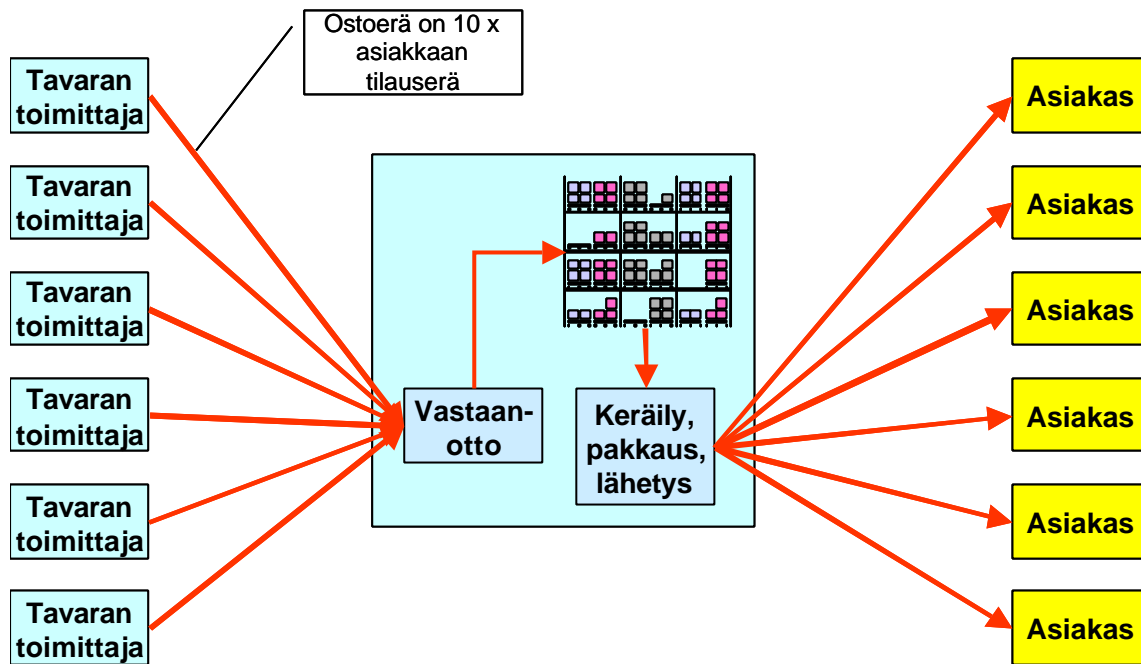 Ostoerä on 10 x
asiakkaan
tilauserä
Tavaran
toimittaja
Tavaran
toimittaja
Tavaran
toimittaja
Tavaran
toimittaja
Tavaran
toimittaja
Tavaran
toimittaja
Vastaan-
otto
Keräily,
pakkaus,
lähetys
Asiakas
Asiakas
Asiakas
Asiakas
Asiakas
Asiakas